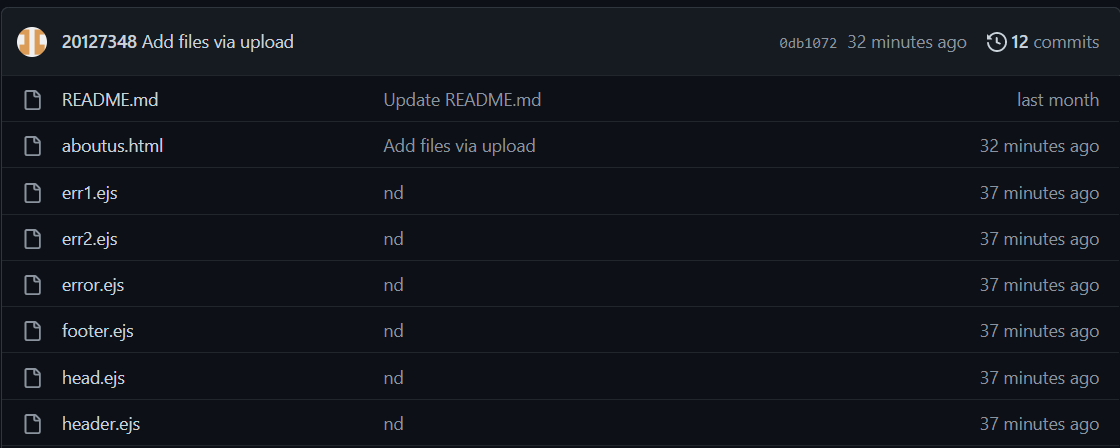 20127348 Add files via upload 0db1072 32 minutes ago 12 commits
README.md Update README.md last month
aboutus.html Add files via upload 32 minutes ago
err1.ejs nd 37 minutes ago
err2.ejs nd 37 minutes ago
error.ejs nd 37 minutes ago
footer.ejs nd 37 minutes ago
head.ejs nd 37 minutes ago
header.ejs nd 37 minutes ago